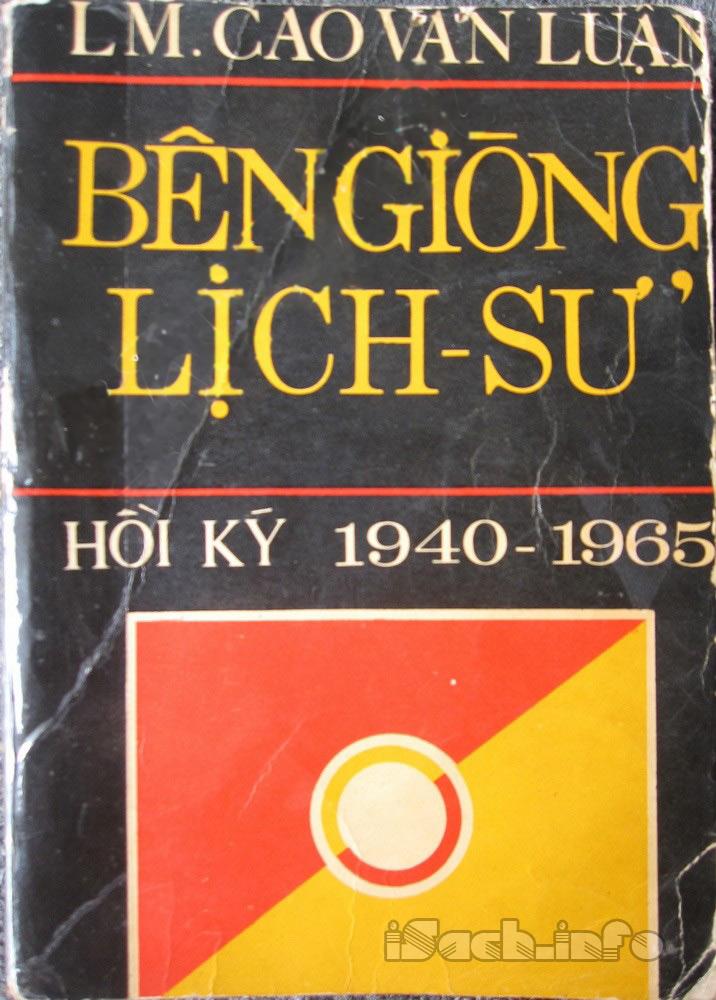 LM. CAO VĂN LUẬN
BÊN GIÒNG
LỊCH-SỬ
HỒI KÝ 1940-1965
iSach.info